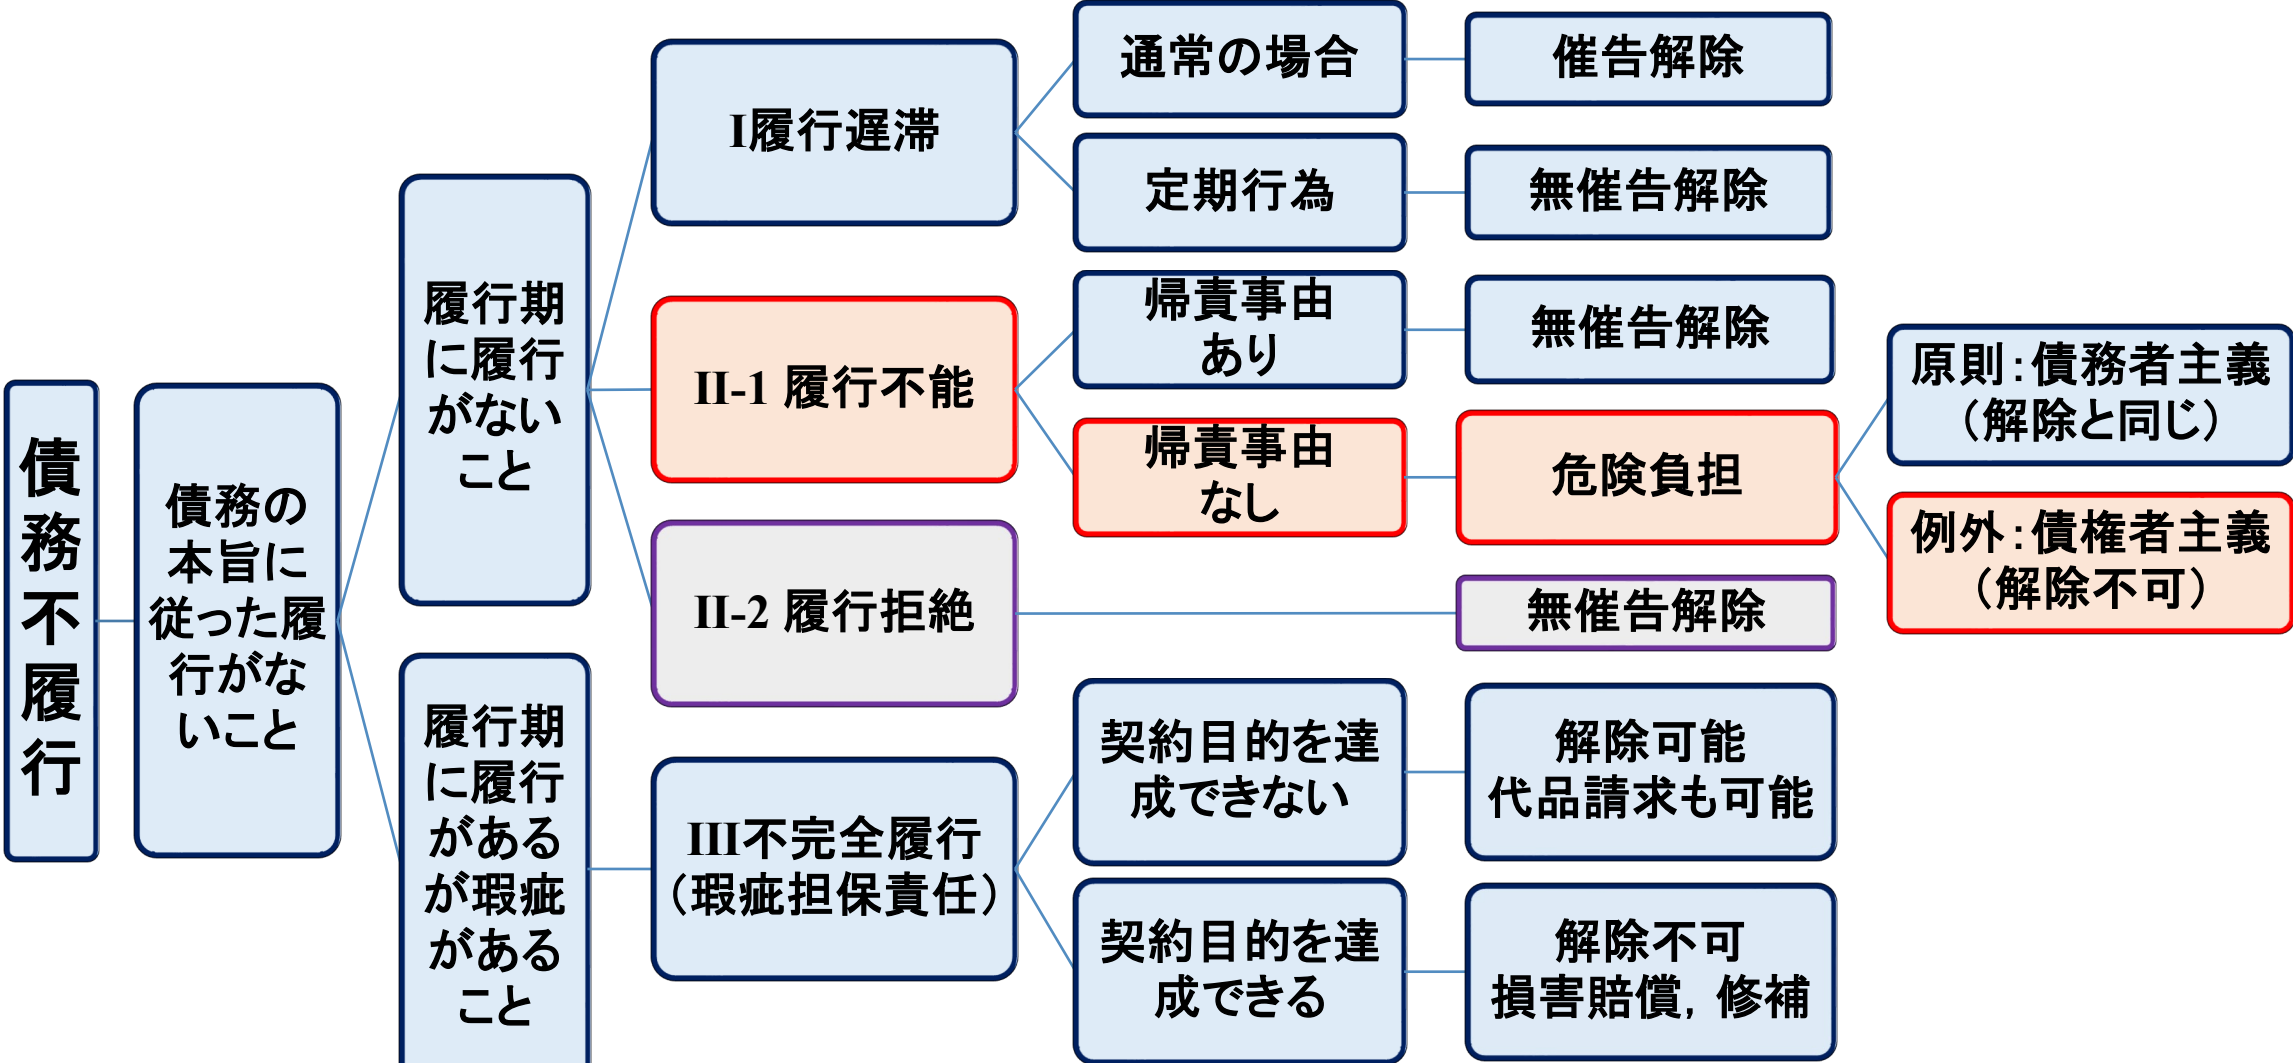 債務不履行
債務の
本旨に
従った履
行がな
いこと
履行期
に履行
がない
こと
I履行遅滞
通常の場合
催告解除
定期行為
無催告解除
II-1 履行不能
帰責事由
あり
無催告解除
帰責事由
なし
危険負担
原則：債務者主義
（解除と同じ）
例外：債権者主義
（解除不可）
II-2 履行拒絶
無催告解除
履行期
に履行
がある
が瑕疵
がある
こと
III不完全履行
（瑕疵担保責任）
契約目的を達
成できない
解除可能
代品請求も可能
契約目的を達
成できる
解除不可
損害賠償，修補